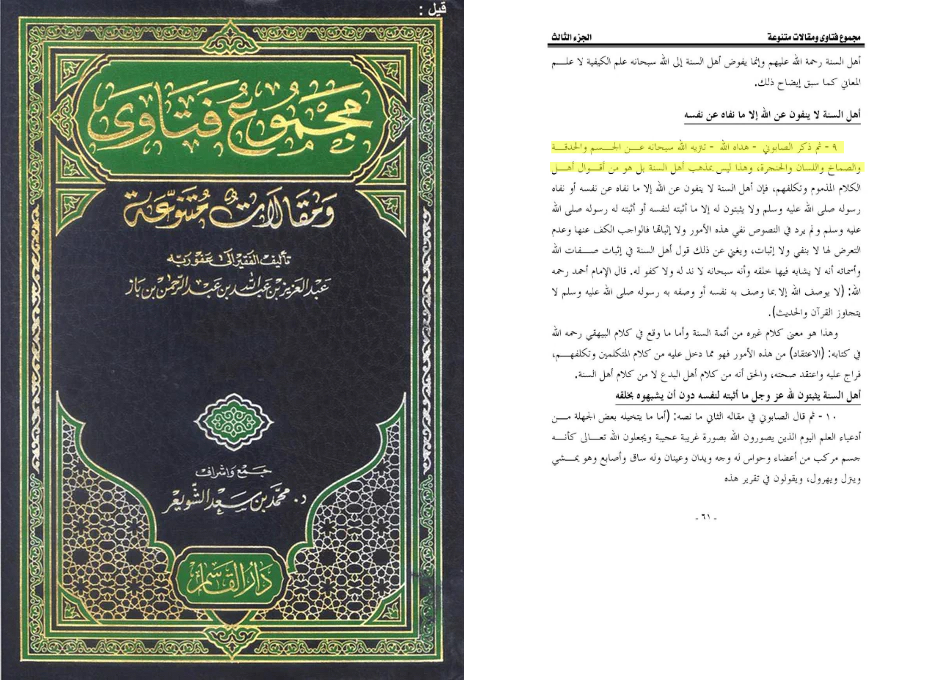 قيل :
مجموع فتاوى
ومقالات متنوعة
تأليف الفقير إلى عفو ربه
عبد العزيز بن عبد الله بن عبد الرحمن بن باز
جمع وإشراف
د. محمد بن سعد الشويعر
دار القاسم
مجموع فتاوى ومقالات متنوعة
الجزء الثالث
أهل السنة رحمة الله عليهم وإنما يفوض أهل السنة إلى الله سبحانه علم الكيفية لا علم
المعاني كما سبق إيضاح ذلك.
أهل السنة لا ينفون عن الله إلا ما نفاه عن نفسه
٩ - ثم ذكر الصابوني - هداه الله - تنزيه الله سبحانه عن الجسم والحدقة
والصماخ واللسان والحنجرة، وهذا ليس بمذهب أهل السنة بل هو من أقوال أهل
الكلام المذموم وتكلفهم، فإن أهل السنة لا ينفون عن الله إلا ما نفاه عن نفسه أو نفاه
رسوله صلى الله عليه وسلم ولا يثبتون له إلا ما أثبته لنفسه أو أثبته له رسوله صلى الله
عليه وسلم ولم يرد في النصوص نفي هذه الأمور ولا إثباتها فالواجب الكف عنها وعدم
التعرض لها لا بنفي ولا إثبات، ويغني عن ذلك قول أهل السنة في إثبات صفات الله
وأسمائه أنه لا يشابه فيها خلقه وأنه سبحانه لا ند له ولا كفو له. قال الإمام أحمد رحمه
الله: (لا يوصف الله إلا بما وصف به نفسه أو وصفه به رسوله صلى الله عليه وسلم لا
يتجاوز القرآن والحديث).
وهذا هو معنى كلام غيره من أئمة السنة وأما ما وقع في كلام البيهقي رحمه الله
في كتابه: (الاعتقاد) من هذه الأمور فهو مما دخل عليه من كلام المتكلمين وتكلفهم،
فراج عليه واعتقد صحته، والحق أنه من كلام أهل البدع لا من كلام أهل السنة.
أهل السنة يثبتون لله عز وجل ما أثبته لنفسه دون أن يشبهوه بخلقه
١٠ - ثم قال الصابوني في مقاله الثاني ما نصه: (أما ما يتخيله بعض الجهلة من
أدعياء العلم اليوم الذين يصورون الله بصورة غريبة عجيبة ويجعلون الله تعالى كأنه
جسم مركب من أعضاء وحواس له وجه ويدان وعينان وله ساق وأصابع وهو يمشي
وينزل ويهرول، ويقولون في تقرير هذه
- ٦١ -